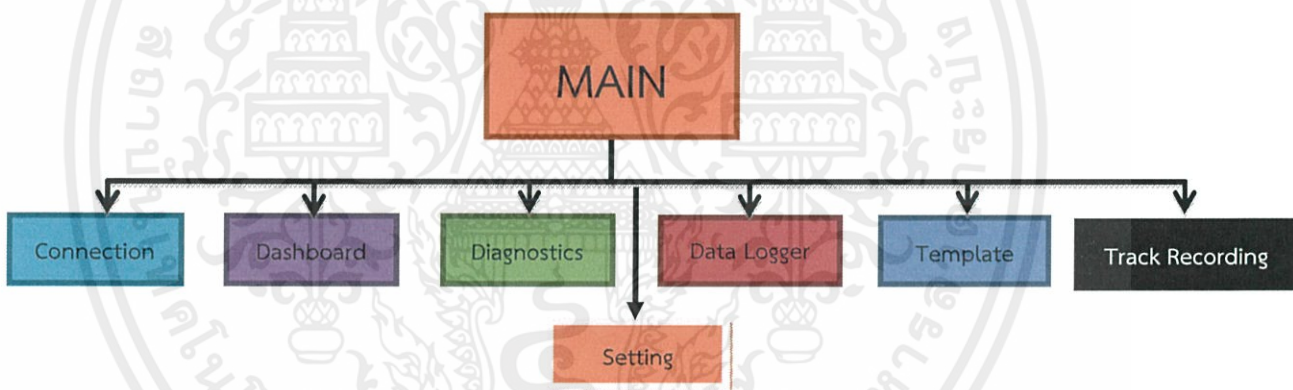 MAIN
Connection
Dashboard
Diagnostics
Data Logger
Template
Track Recording
Setting